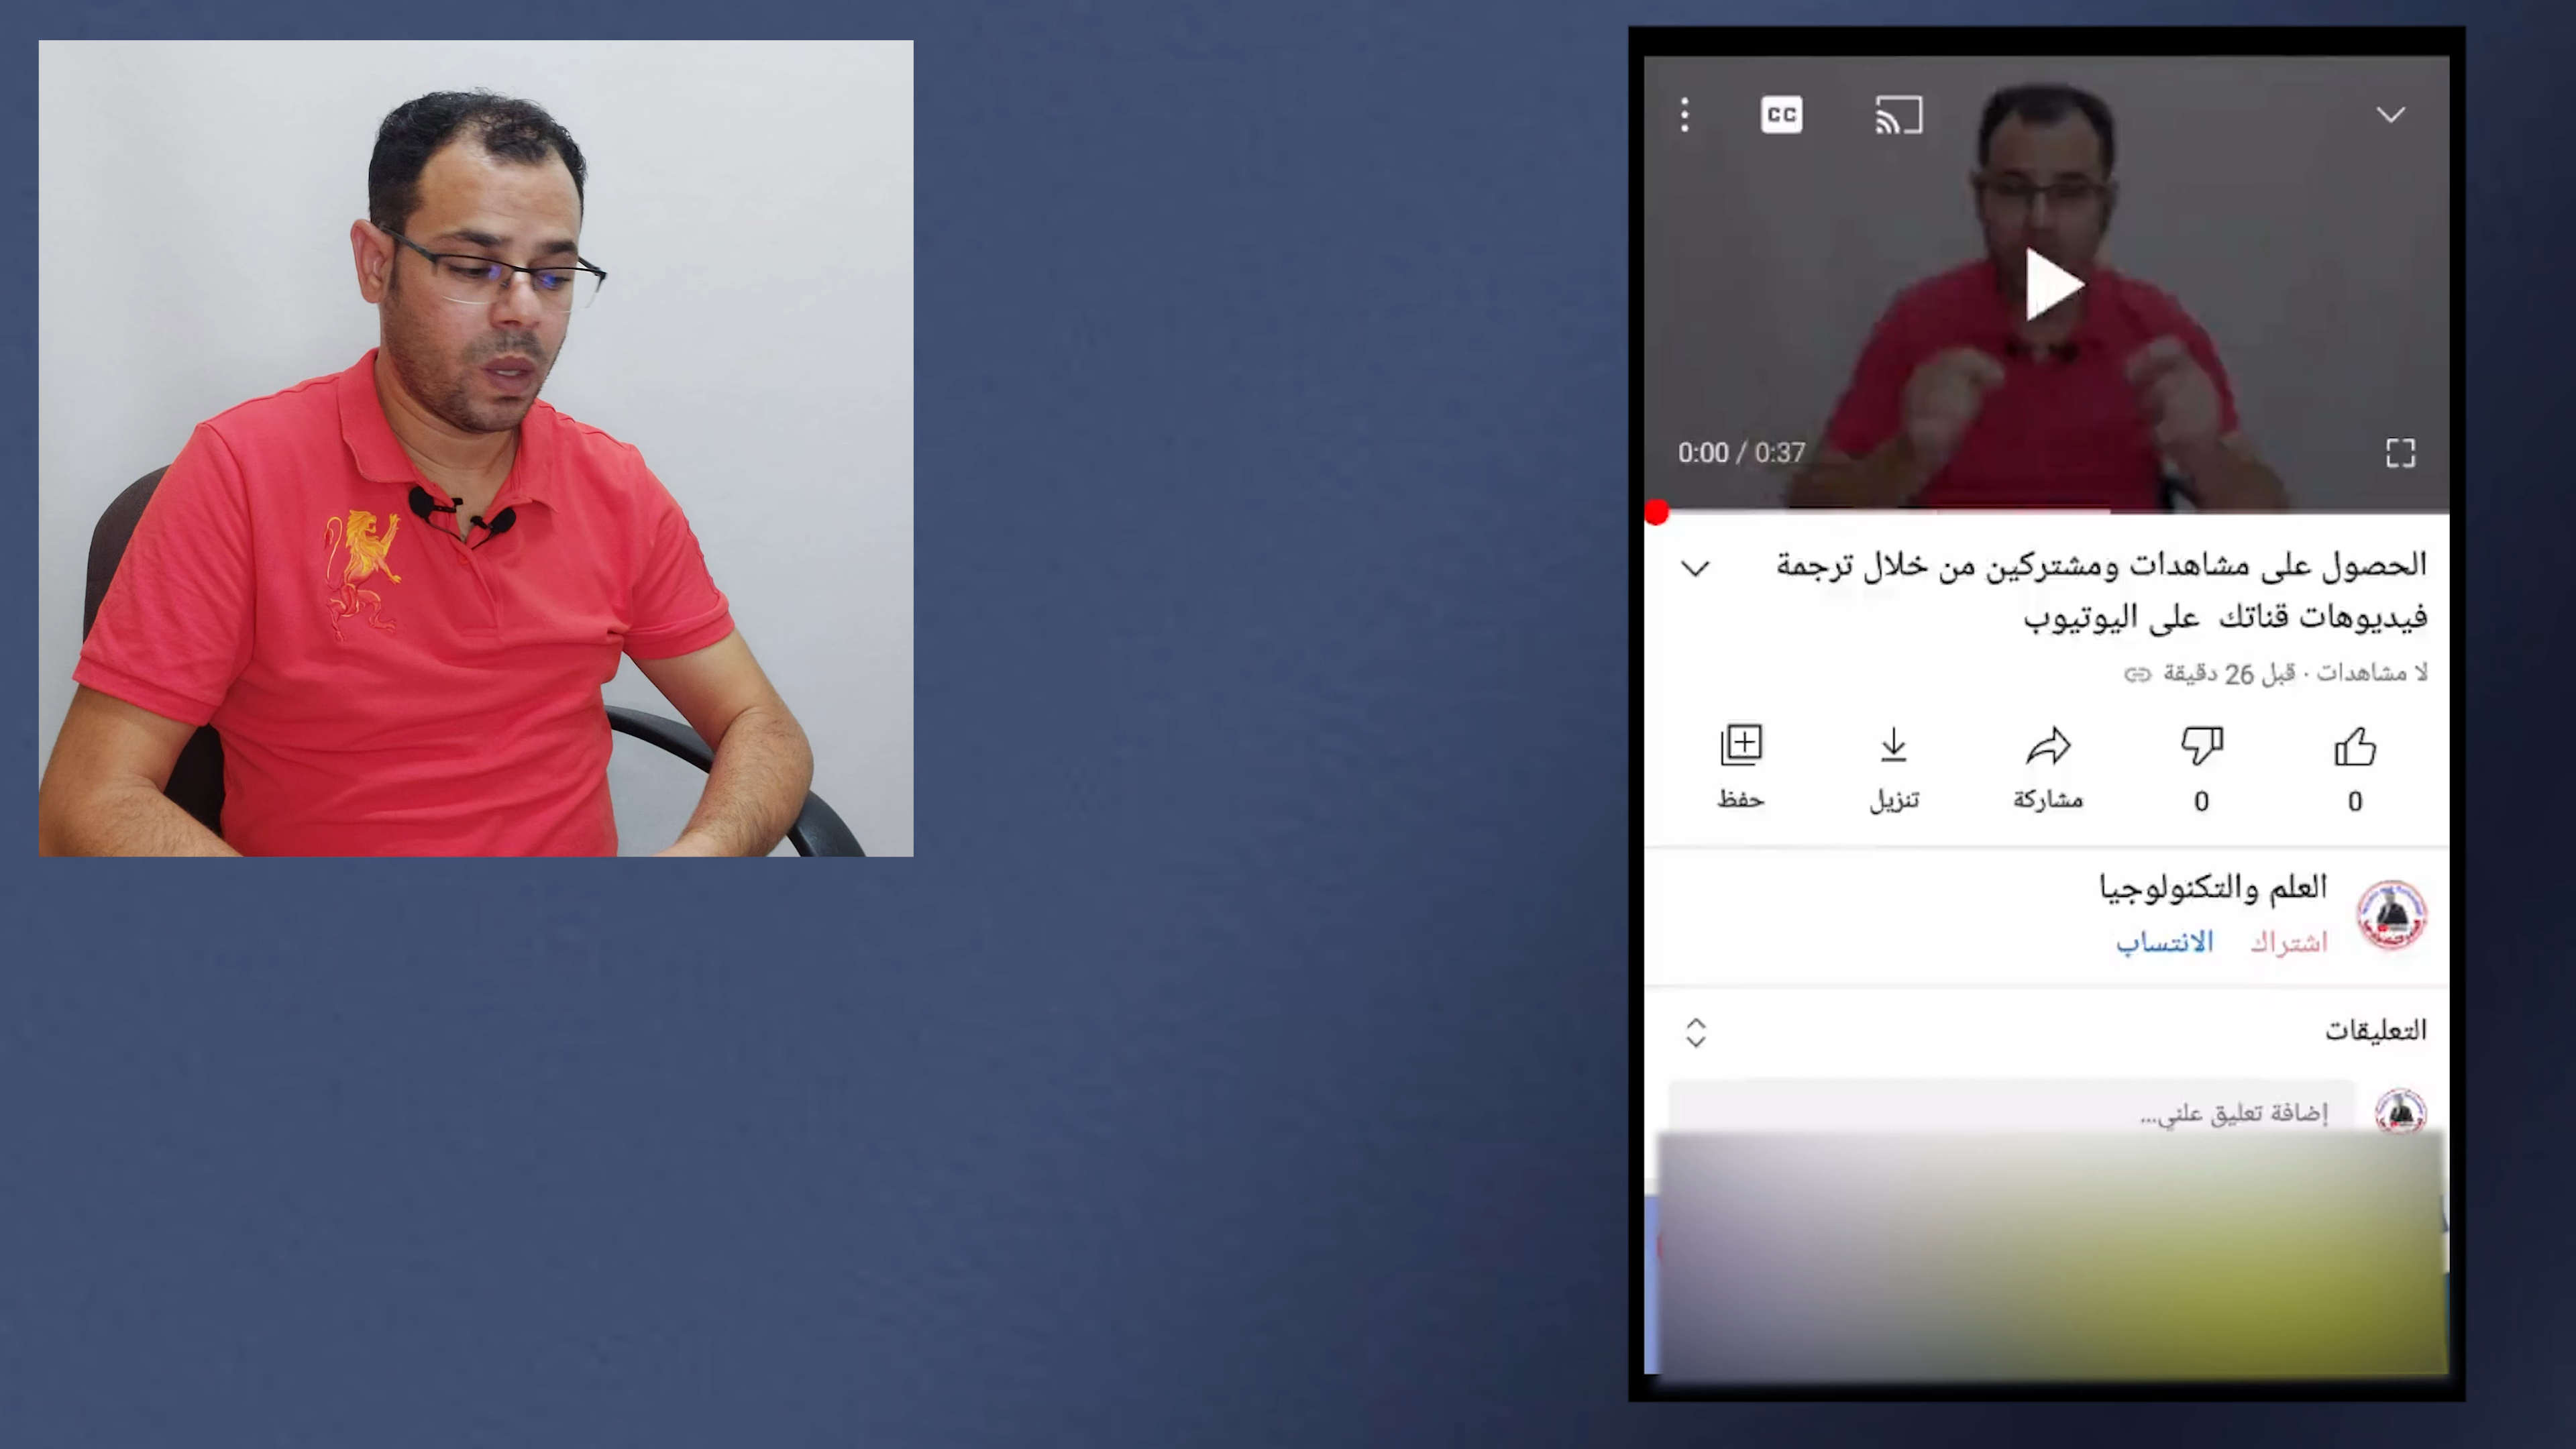 CC
0:00 / 0:37
الحصول على مشاهدات ومشتركين من خلال ترجمة
فيديوهات قناتك على اليوتيوب
لا مشاهدات · قبل 26 دقيقة
0
0
مشاركة
تنزيل
حفظ
العلم والتكنولوجيا
اشتراك الانتساب
التعليقات
إضافة تعليق علني...